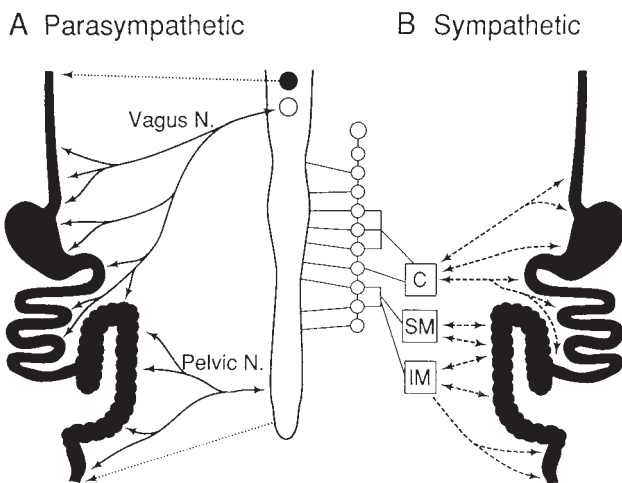 A Parasympathetic
B Sympathetic
Vagus N.
C
SM
Pelvic N.
IM